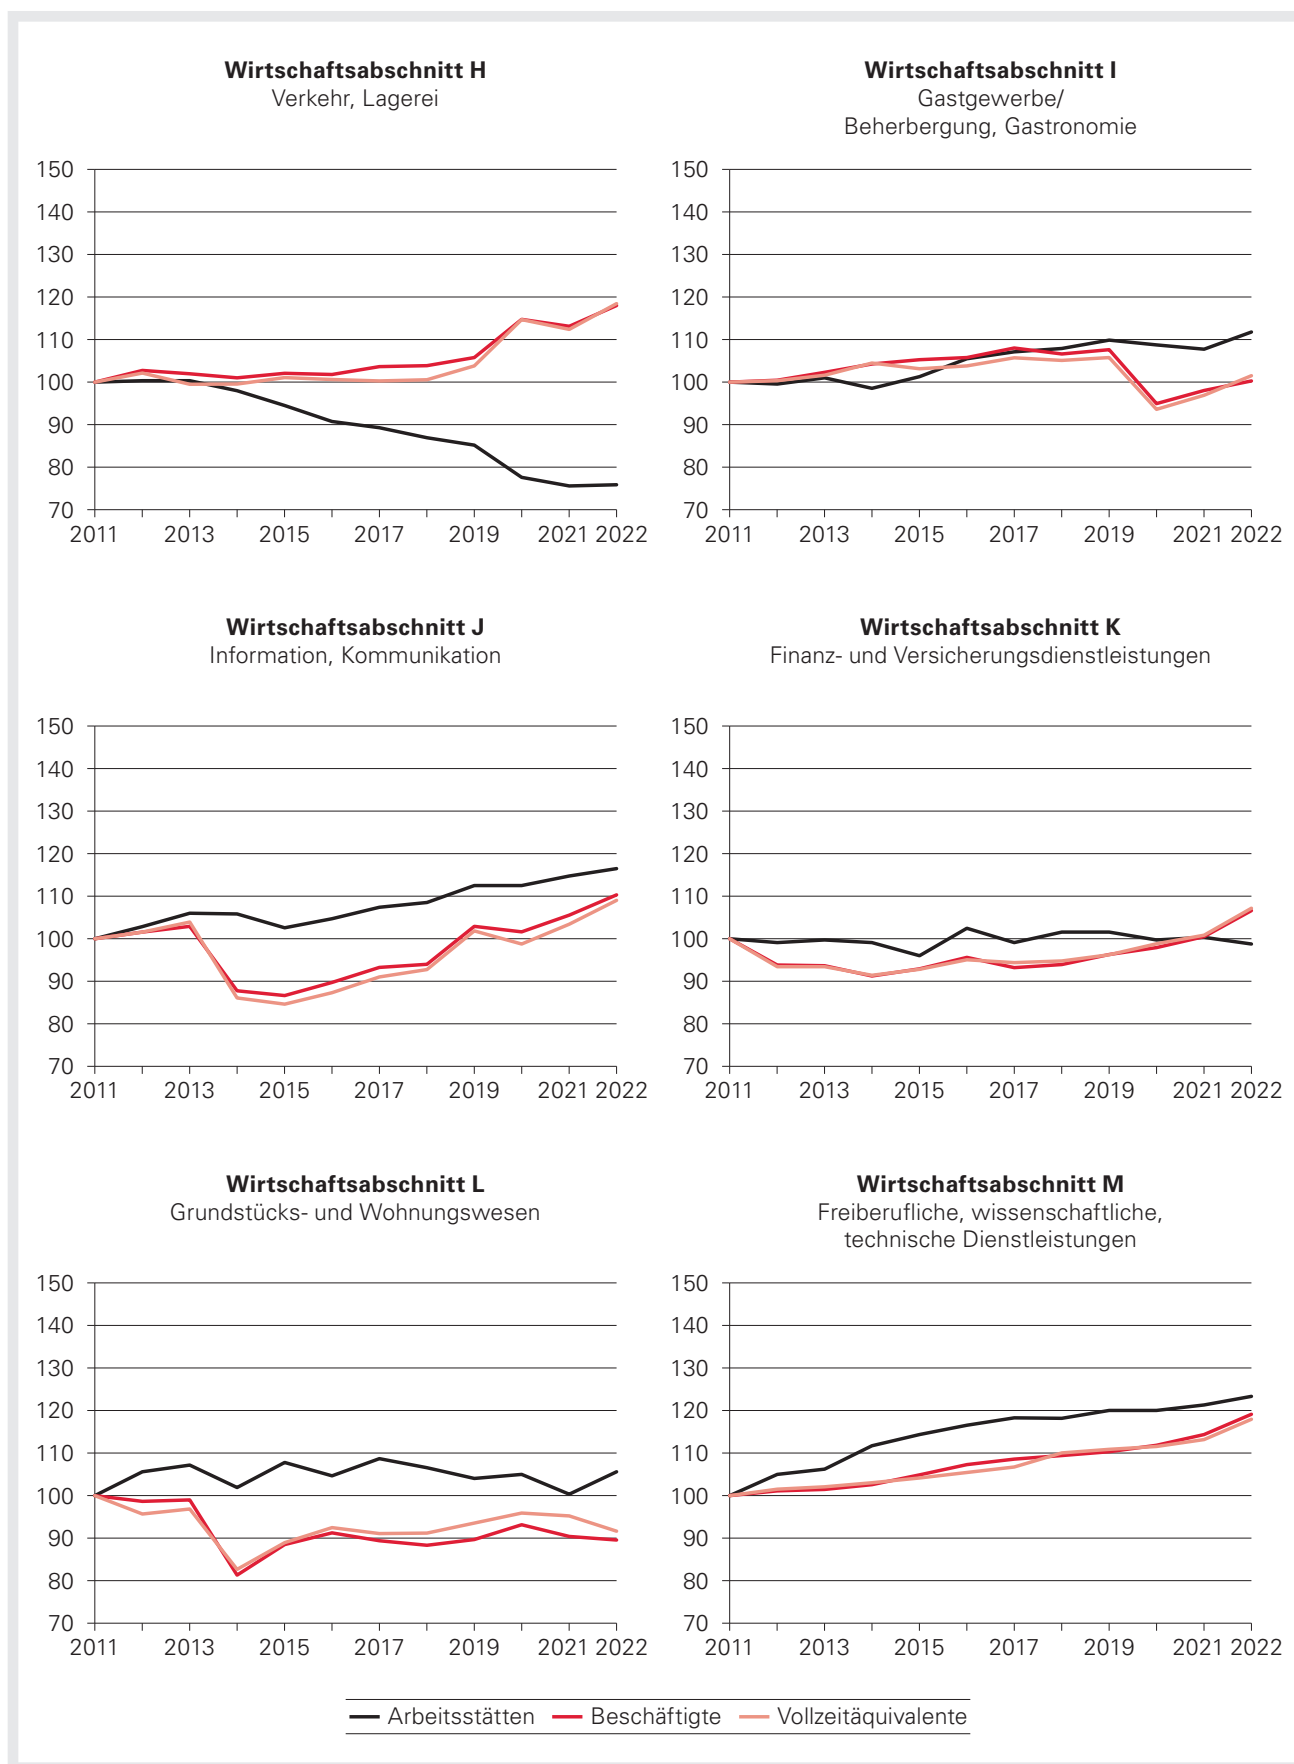 Wirtschaftsabschnitt H
Verkehr, Lagerei
150
140
130
120
110
100
90
80
70
2011 2013 2015 2017 2019 2021 2022
Wirtschaftsabschnitt I
Gastgewerbe/
Beherbergung, Gastronomie
150
140
130
120
110
100
90
80
70
2011 2013 2015 2017 2019 2021 2022
Wirtschaftsabschnitt J
Information, Kommunikation
150
140
130
120
110
100
90
80
70
2011 2013 2015 2017 2019 2021 2022
Wirtschaftsabschnitt K
Finanz- und Versicherungsdienstleistungen
150
140
130
120
110
100
90
80
70
2011 2013 2015 2017 2019 2021 2022
Wirtschaftsabschnitt L
Grundstücks- und Wohnungswesen
150
140
130
120
110
100
90
80
70
2011 2013 2015 2017 2019 2021 2022
Wirtschaftsabschnitt M
Freiberufliche, wissenschaftliche,
technische Dienstleistungen
150
140
130
120
110
100
90
80
70
2011 2013 2015 2017 2019 2021 2022
Arbeitsstätten Beschäftigte Vollzeitäquivalente